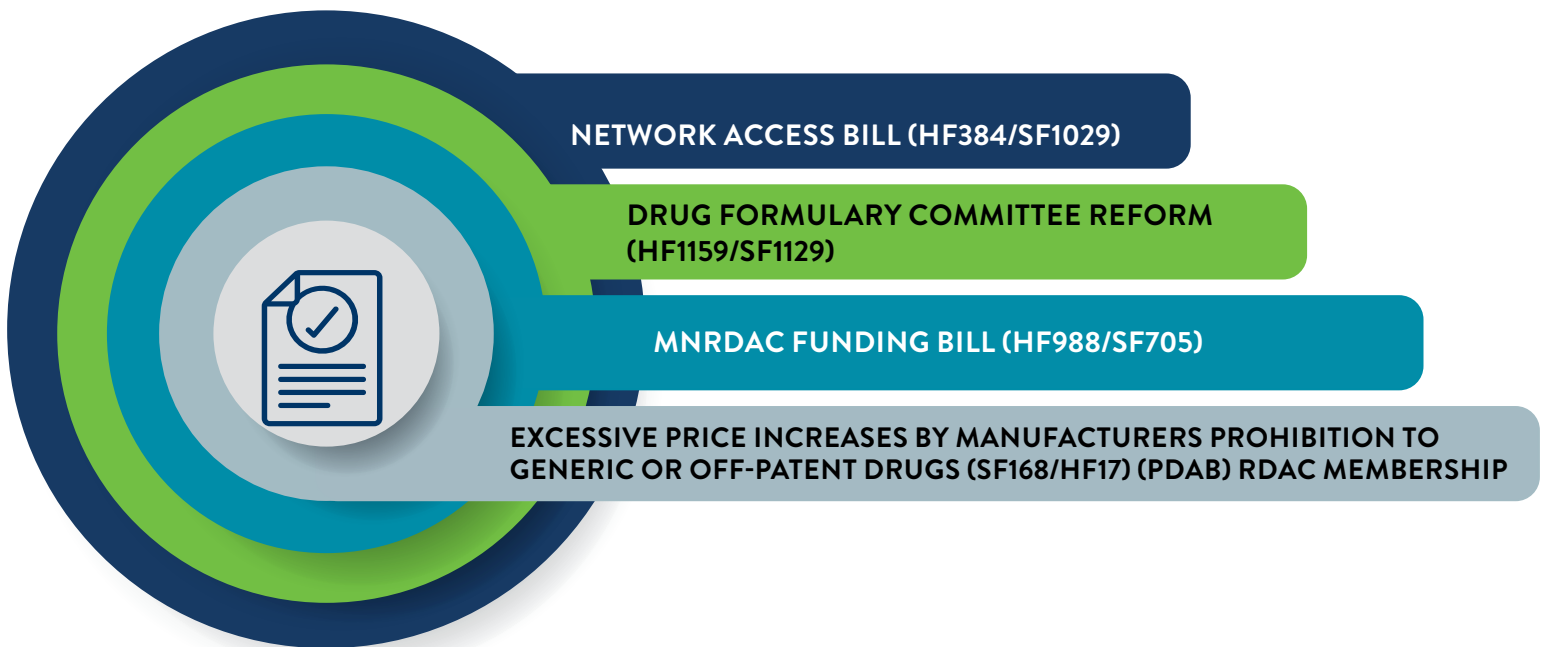 NETWORK ACCESS BILL (HF384/SF1029)
DRUG FORMULARY COMMITTEE REFORM
(HF1159/SF1129)
MNRDAC FUNDING BILL (HF988/SF705)
EXCESSIVE PRICE INCREASES BY MANUFACTURERS PROHIBITION TO
GENERIC OR OFF-PATENT DRUGS (SF168/HF17) (PDAB) RDAC MEMBERSHIP